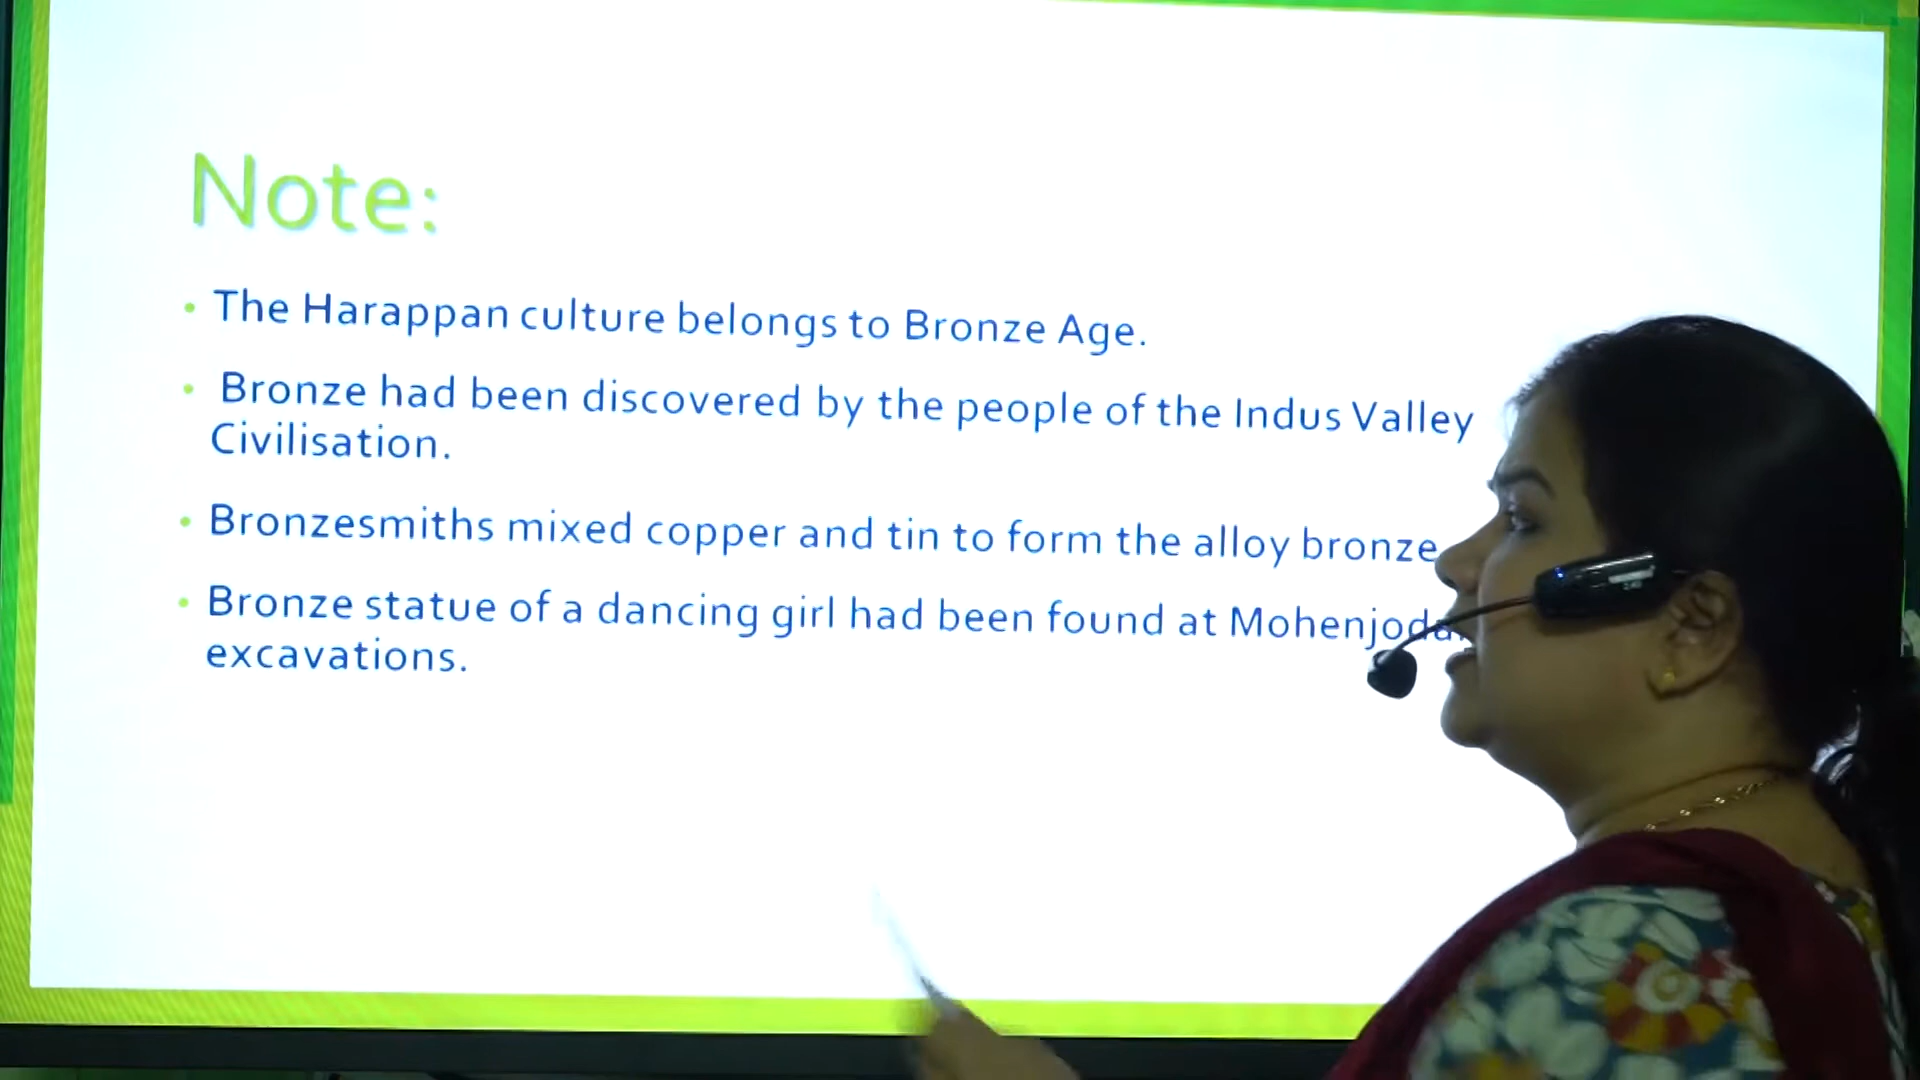 Note:
• The Harappan culture belongs to Bronze Age.
• Bronze had been discovered by the people of the Indus Valley
Civilisation.
• Bronzesmiths mixed copper and tin to form the alloy bronze
• Bronze statue of a dancing girl had been found at
excavations.